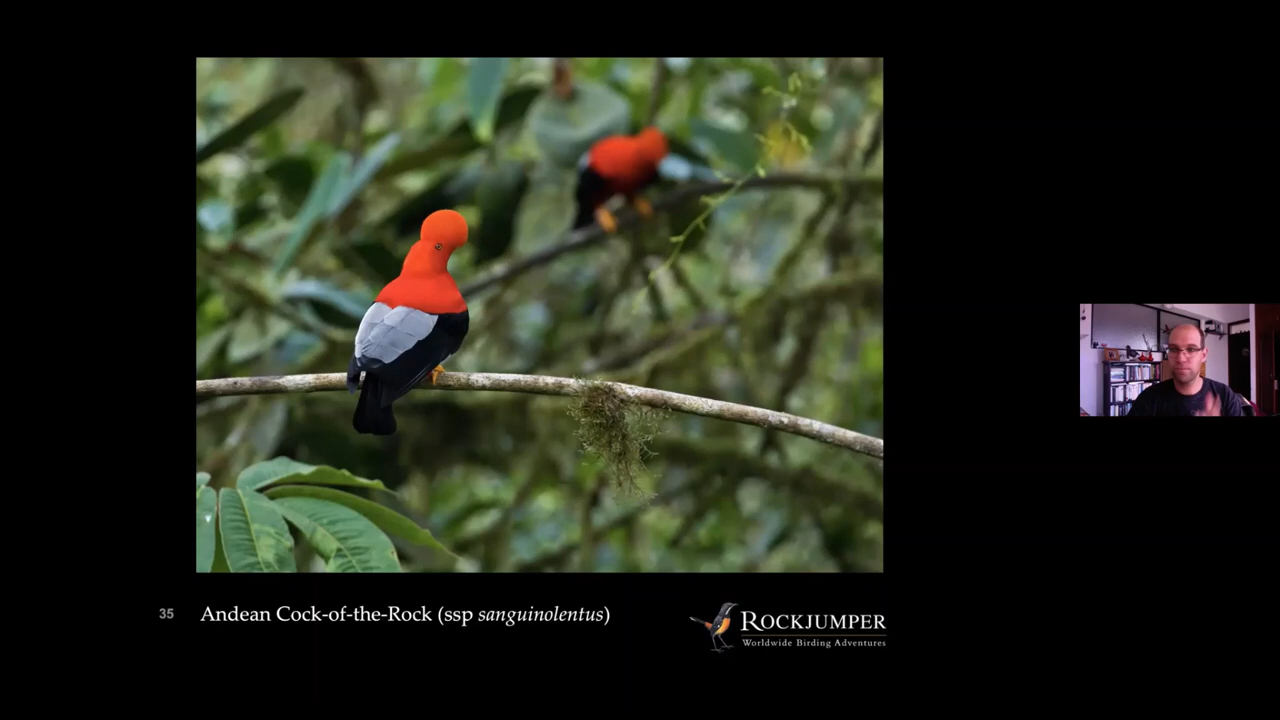 35
Andean Cock-of-the-Rock (ssp sanguinolentus)
ROCKJUMPER
Worldwide Birding Adventures